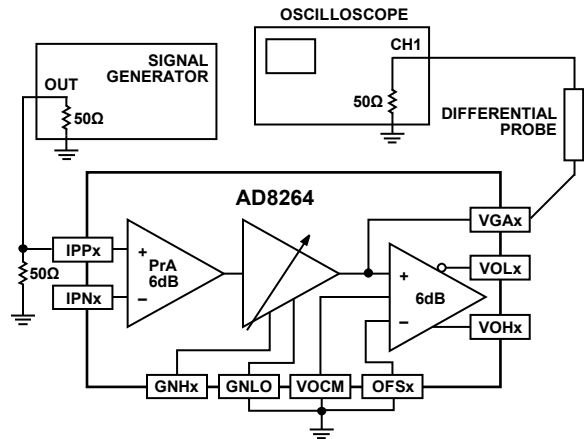 OSCILLOSCOPE
SIGNAL
GENERATOR
OUT
50Ω
CH1
50Ω
DIFFERENTIAL
PROBE
AD8264
IPPx
IPNx
50Ω
+
–
PrA
6dB
+
–
6dB
VGAx
VOLx
VOHx
GNHx
GNLO
VOCM
OFSx